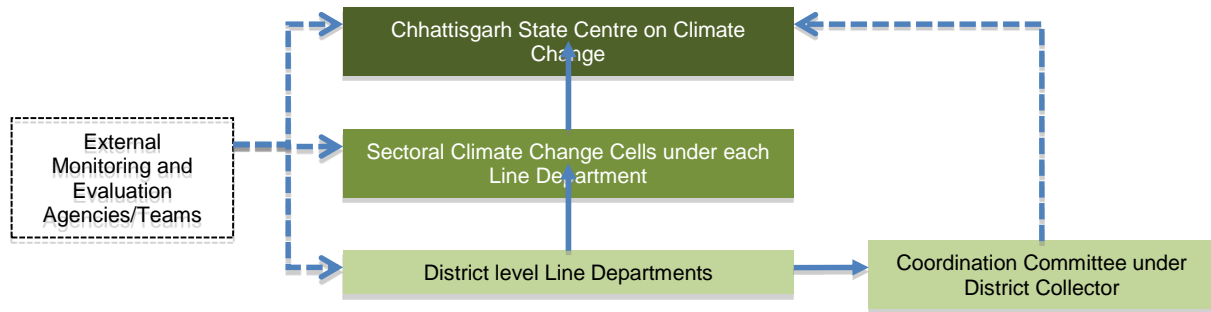 Chhattisgarh State Centre on Climate
Change
External
Monitoring and
Evaluation
Agencies/Teams
Sectoral Climate Change Cells under each
Line Department
District level Line Departments
Coordination Committee under
District Collector